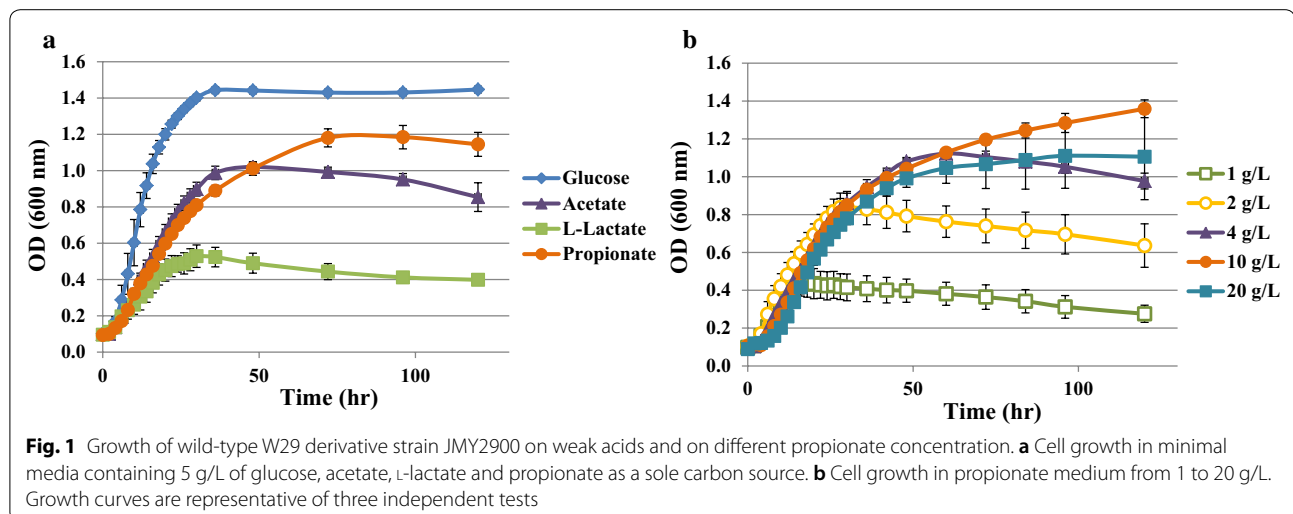 a
1.6
1.4
1.2
1.0
0.8
0.6
0.4
0.2
0.0
OD (600 nm)
0
50
100
Time (hr)
Glucose
Acetate
L-Lactate
Propionate
b
1.6
1.4
1.2
1.0
0.8
0.6
0.4
0.2
0.0
OD (600 nm)
0
50
100
Time (hr)
1 g/L
2 g/L
4 g/L
10 g/L
20 g/L
Fig. 1 Growth of wild-type W29 derivative strain JMY2900 on weak acids and on different propionate concentration. a Cell growth in minimal
media containing 5 g/L of glucose, acetate, L-lactate and propionate as a sole carbon source. b Cell growth in propionate medium from 1 to 20 g/L.
Growth curves are representative of three independent tests